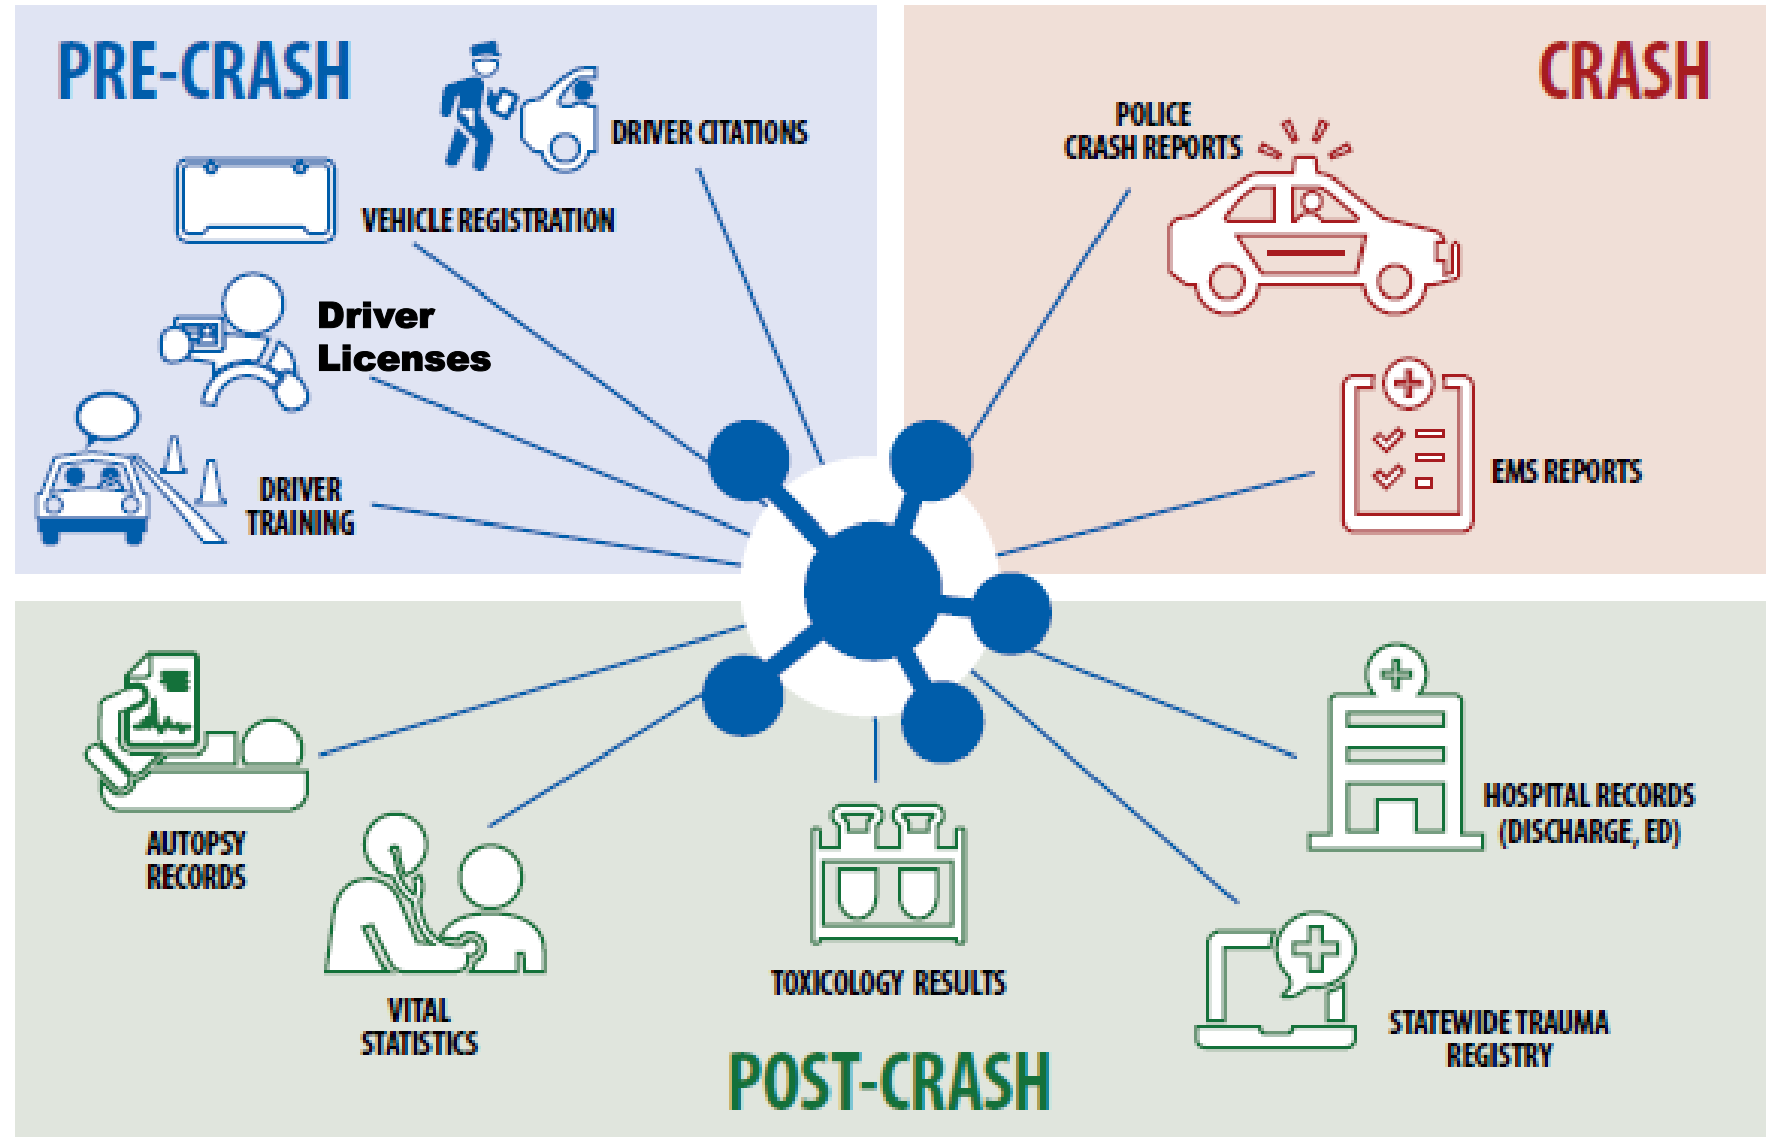 PRE-CRASH
DRIVER CITATIONS
VEHICLE REGISTRATION
Driver
Licenses
DRIVER
TRAINING
CRASH
POLICE
CRASH REPORTS
EMS REPORTS
AUTOPSY
RECORDS
VITAL
STATISTICS
TOXICOLOGY RESULTS
HOSPITAL RECORDS
(DISCHARGE, ED)
STATEWIDE TRAUMA
REGISTRY
POST-CRASH